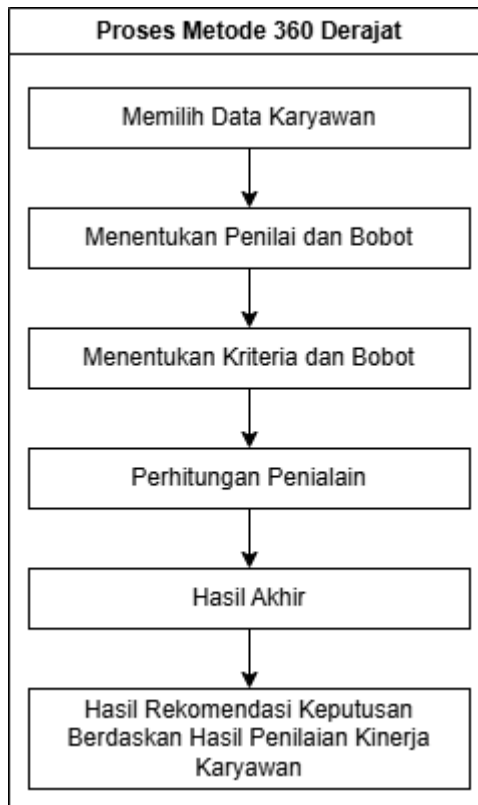 Proses Metode 360 Derajat
Memilih Data Karyawan
Menentukan Penilai dan Bobot
Menentukan Kriteria dan Bobot
Perhitungan Penialain
Hasil Akhir
Hasil Rekomendasi Keputusan
Berdaskan Hasil Penilaian Kinerja
Karyawan